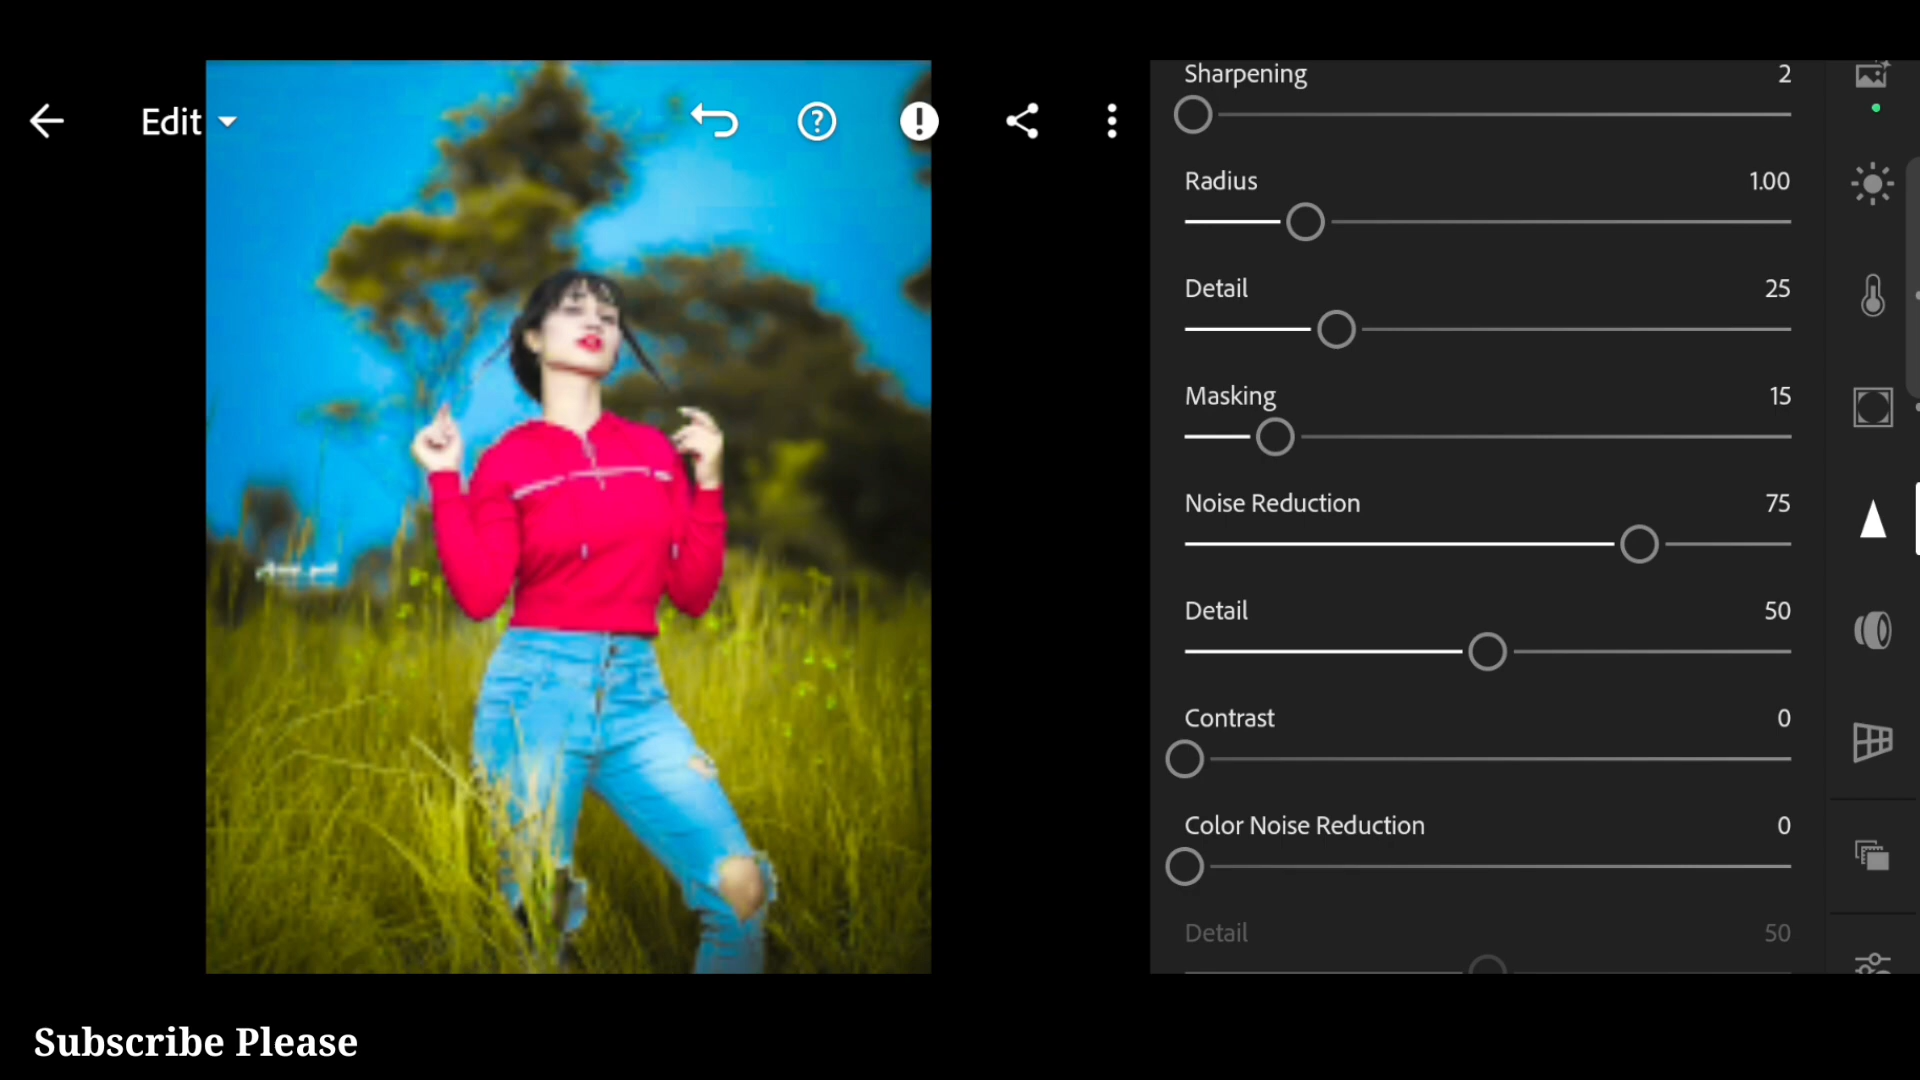 Edit
Sharpening 2
Radius 1.00
Detail 25
Masking 15
Noise Reduction 75
Detail 50
Contrast 0
Color Noise Reduction 0
Detail 50
Subscribe Please